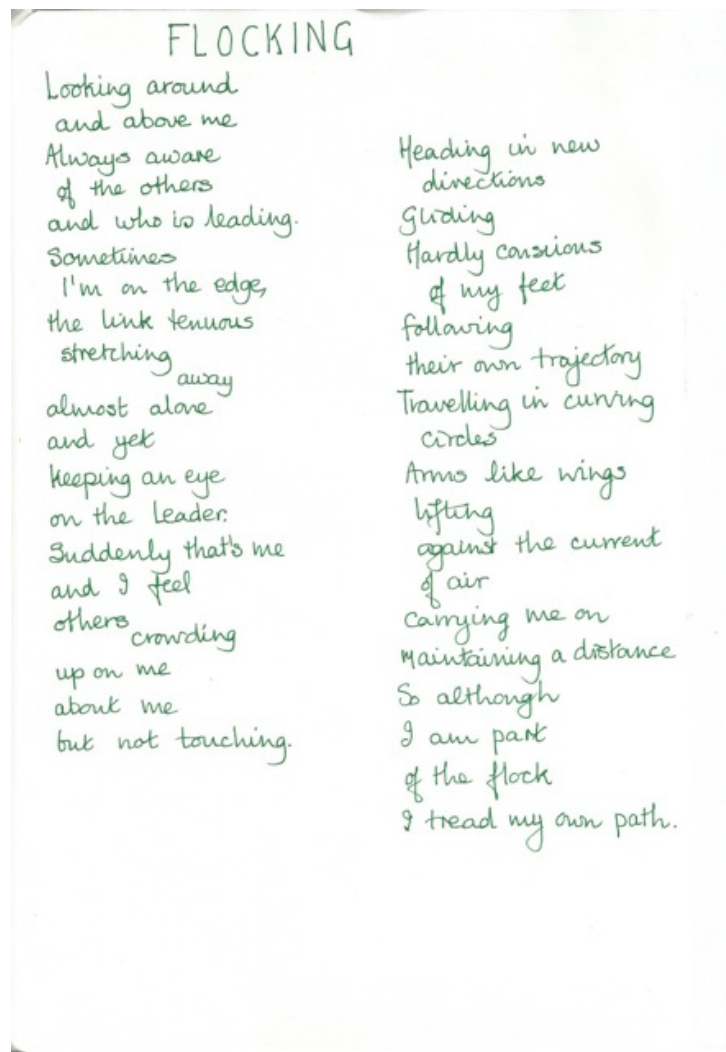 FLOCKING
Looking around
and above me
Always aware
of the others
and who is leading.
Sometimes
I'm on the edge,
the link tenuous
stretching
away
almost alone
and yet
Keeping an eye
on the leader.
Suddenly that's me
and I feel
others
crowding
up on me
about me
but not touching.
Heading in new
directions
Gliding
Hardly conscious
of my feet
following
their own trajectory
Travelling in curving
circles
Arms like wings
lifting
against the current
of air
Carrying me on
Maintaining a distance
So although
I am part
of the flock
I tread my own path.